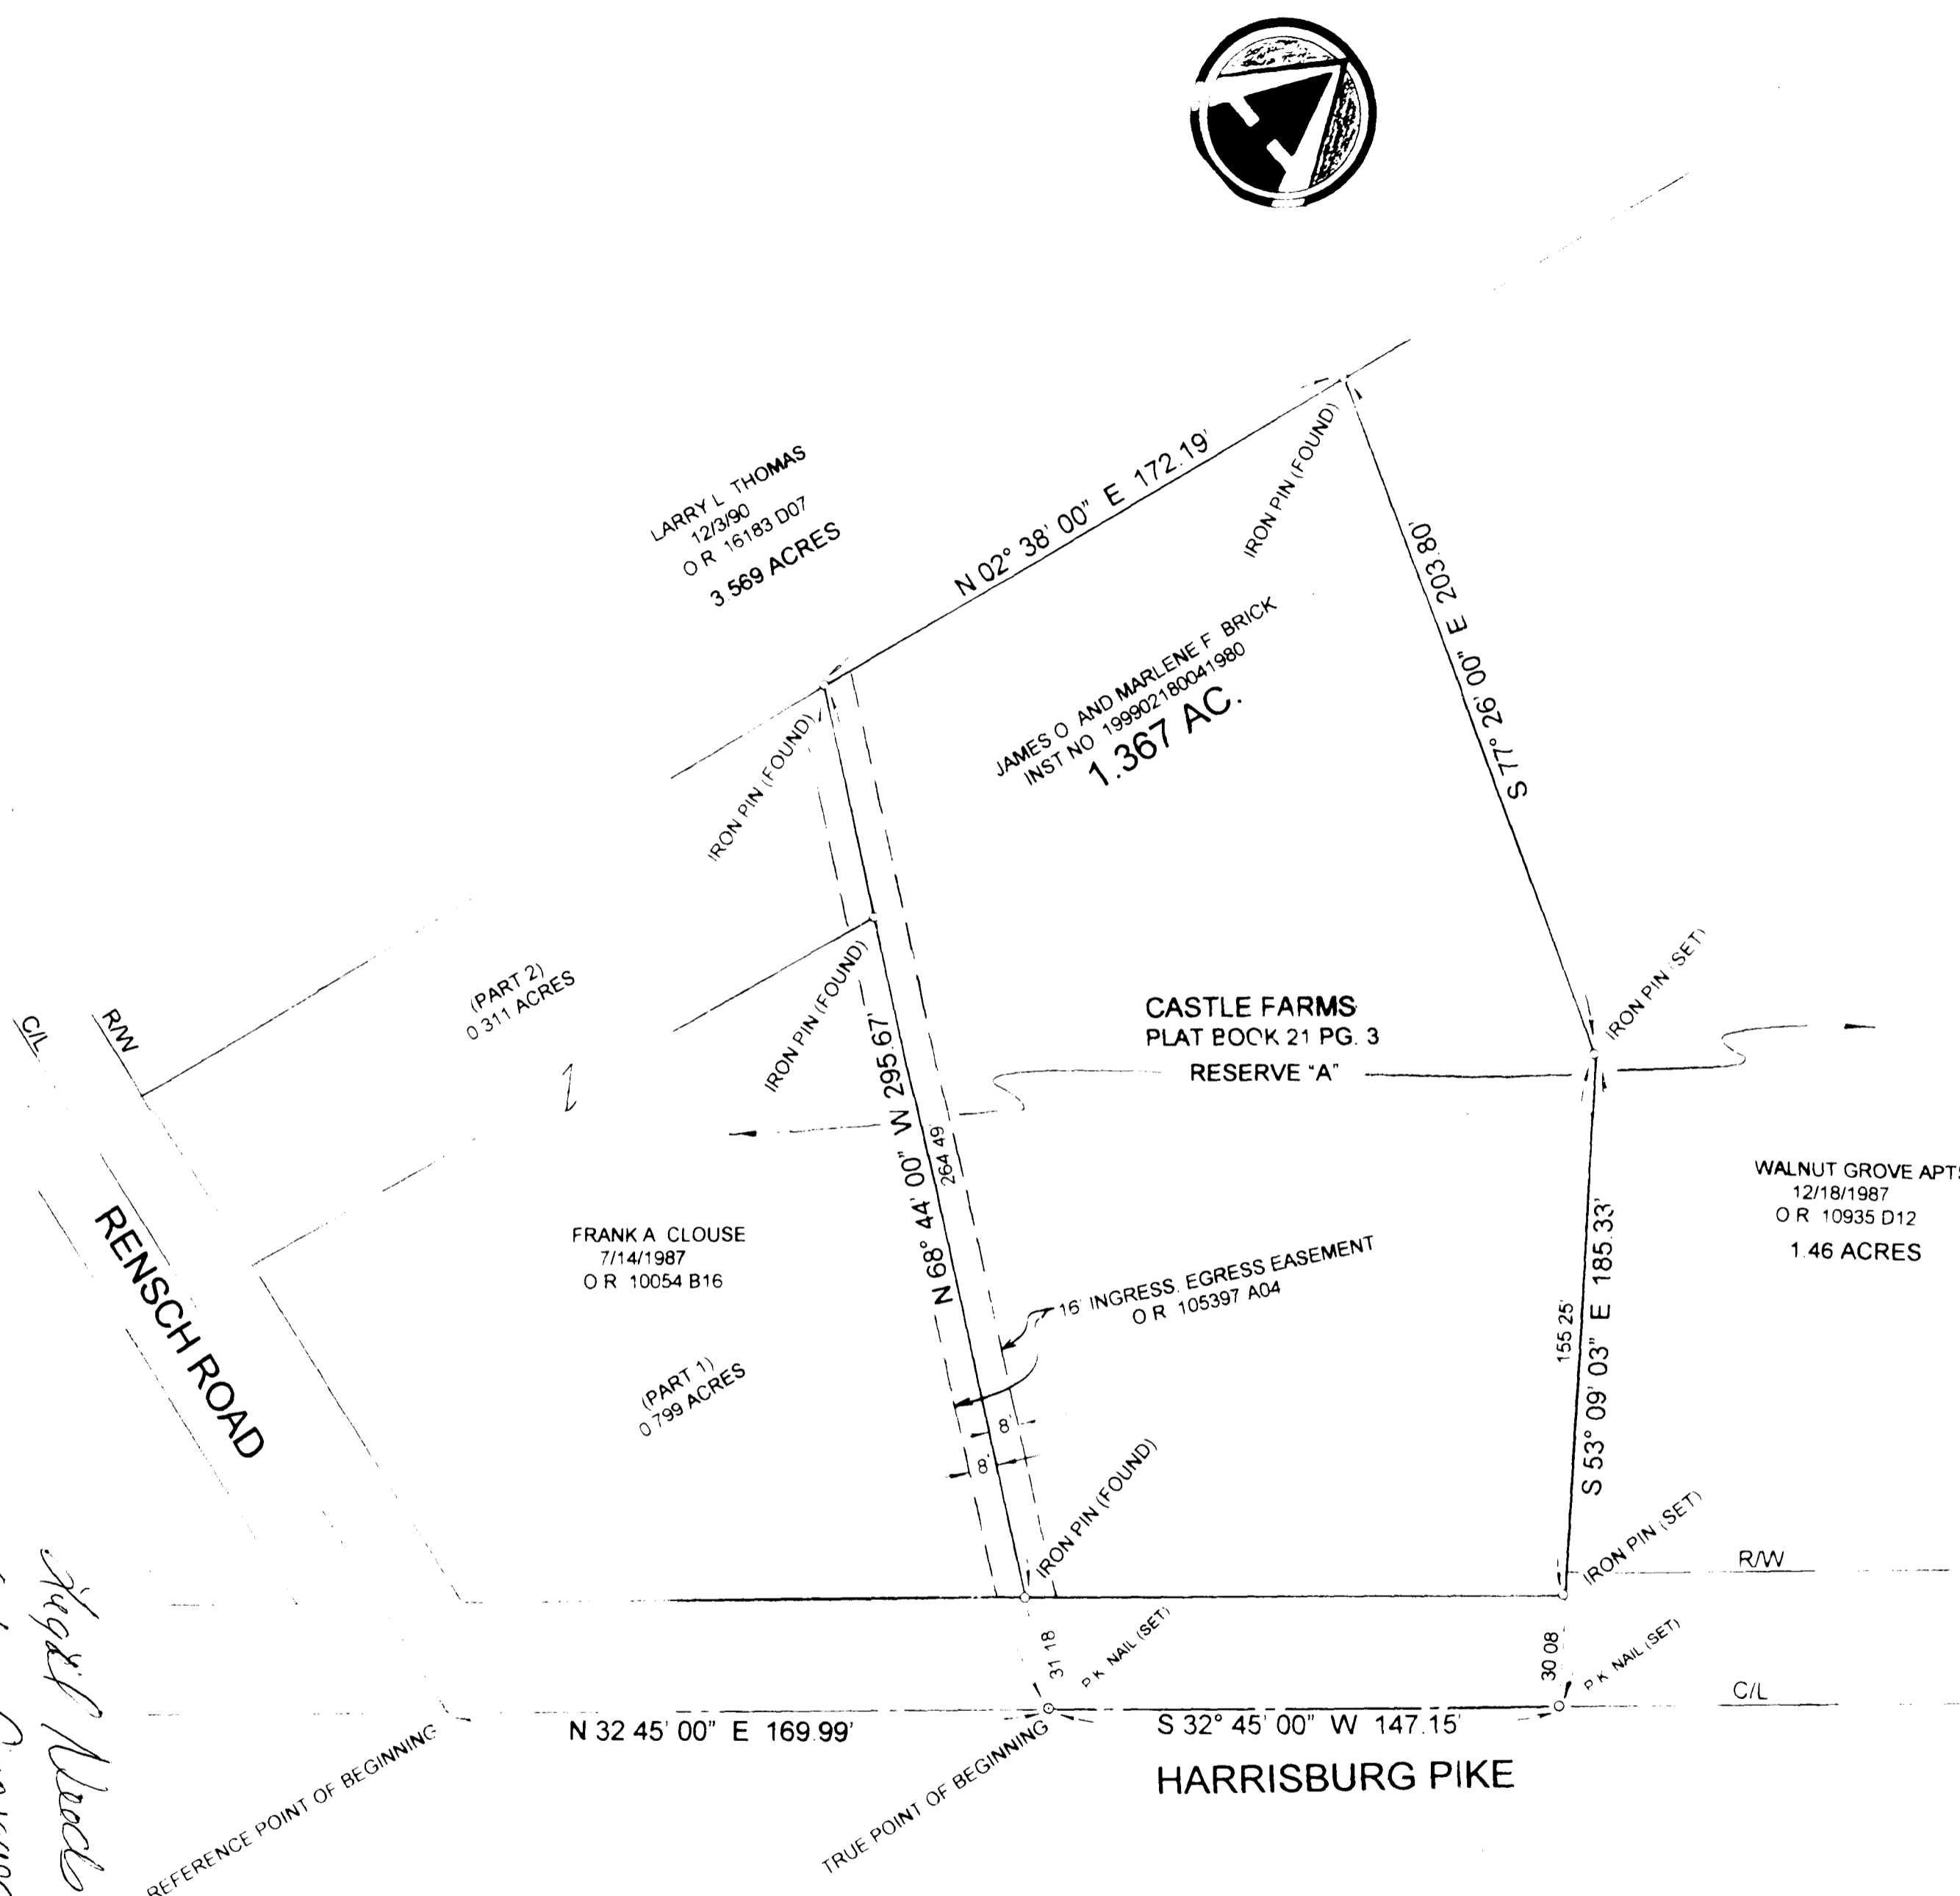 LARRY L THOMAS
12/3/90
O R 16183 D07
3.569 ACRES
N 02° 38' 00" E 172.19'
IRON PIN (FOUND)
S 77° 26' 00" E 203.80'
JAMES O AND MARLENE F BRICK
INST NO 199902180041980
1.367 AC.
IRON PIN (FOUND)
IRON PIN (FOUND)
IRON PIN (SET)
(PART 2)
0 311 ACRES
C/L
R/W
CASTLE FARMS
PLAT BOOK 21 PG. 3
RESERVE "A"
N 68° 44' 00" W 295.67'
264 49'
RENSCH ROAD
FRANK A CLOUSE
7/14/1987
O R 10054 B16
WALNUT GROVE APTS
12/18/1987
O R 10935 D12
1.46 ACRES
16' INGRESS. EGRESS EASEMENT
O R 105397 A04
155 25'
S 53° 09' 03" E 185.33'
(PART 1)
0 799 ACRES
8'
8'
IRON PIN (FOUND)
IRON PIN (SET)
R/W
31 18
P K NAIL (SET)
30 08
P K NAIL (SET)
C/L
N 32 45' 00" E 169.99'
S 32° 45' 00" W 147.15'
HARRISBURG PIKE
REFERENCE POINT OF BEGINNING
TRUE POINT OF BEGINNING